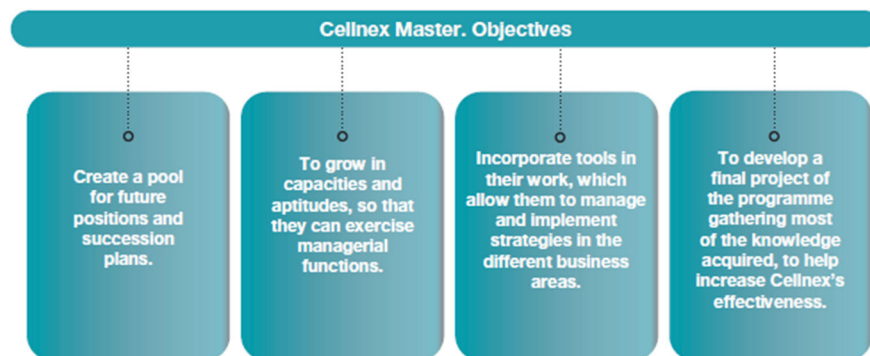 Cellnex Master. Objectives
Create a pool
for future
positions and
succession
plans.
To grow in
capacities and
aptitudes, so that
they can exercise
managerial
functions.
Incorporate tools in
their work, which
allow them to manage
and implement
strategies in the
different business
areas.
To develop a
final project of
the programme
gathering most
of the knowledge
acquired, to help
increase Cellnex's
effectiveness.